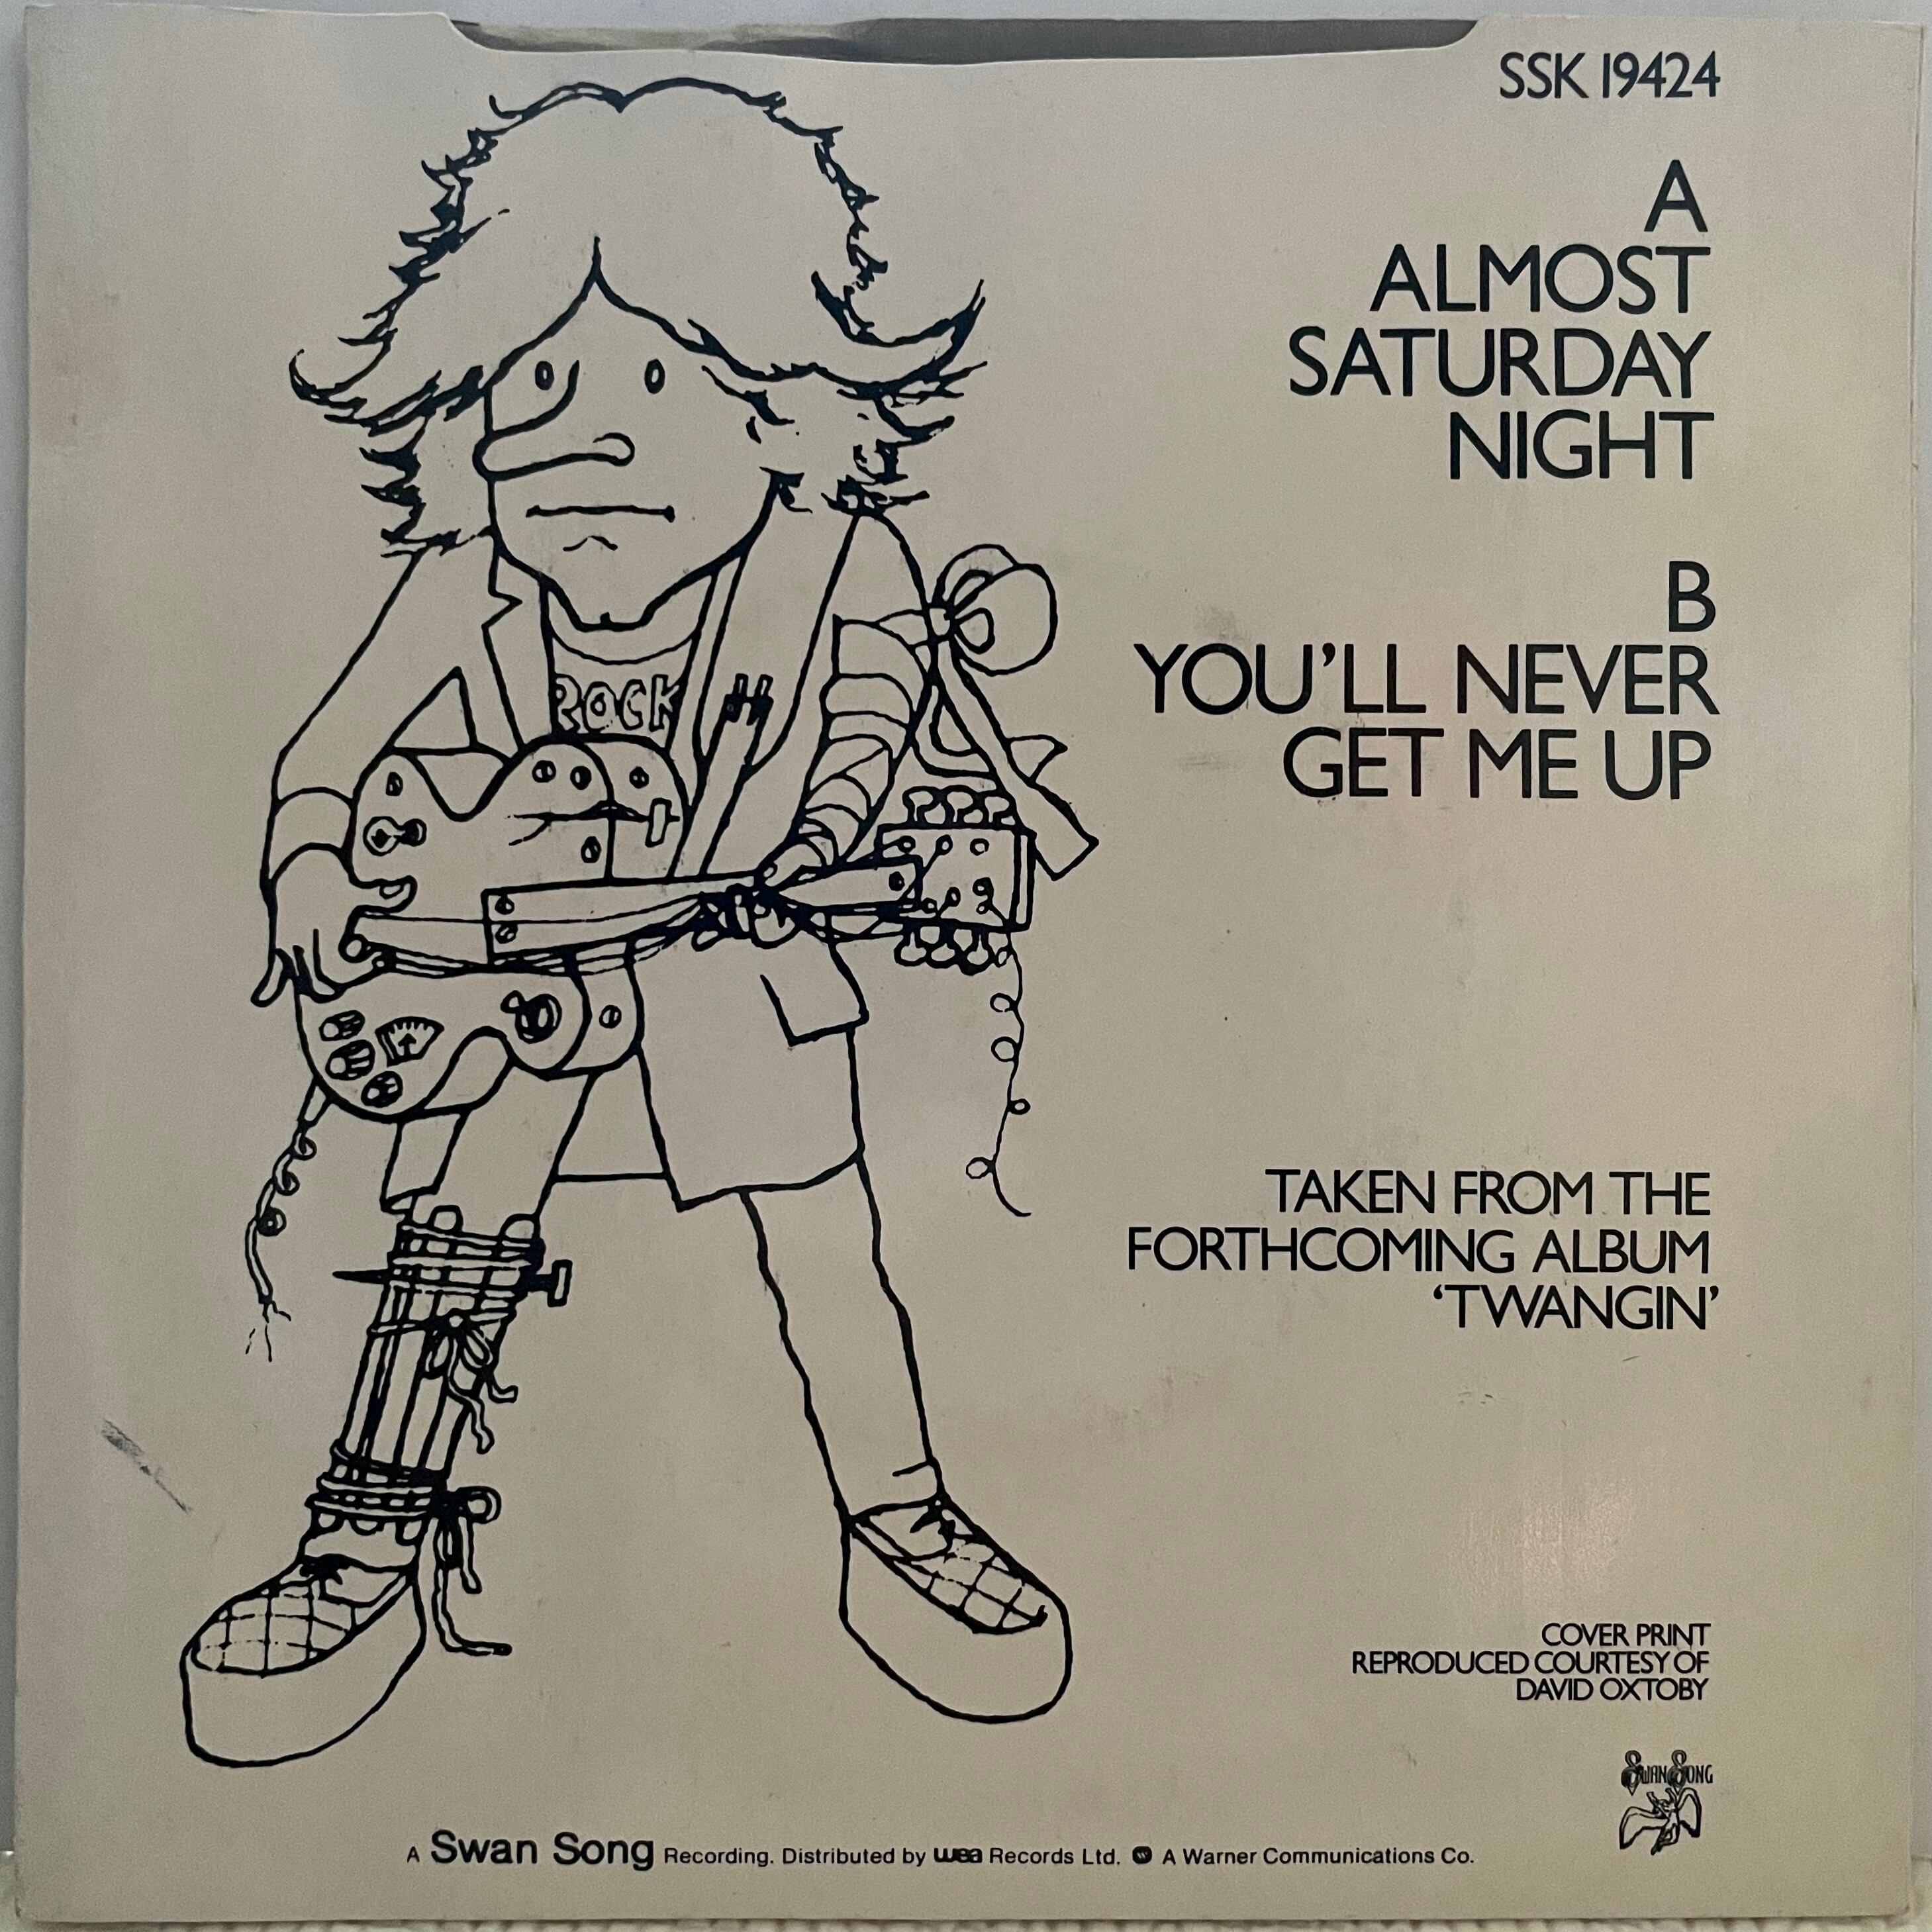 SSK 19424
A
ALMOST
SATURDAY
NIGHT
B
YOU'LL NEVER
GET ME UP
ROCK
TAKEN FROM THE
FORTHCOMING ALBUM
‘TWANGIN’
COVER PRINT
REPRODUCED COURTESY OF
DAVID OXTOBY
SWAN SONG
A Swan Song Recording. Distributed by wea Records Ltd. A Warner Communications Co.